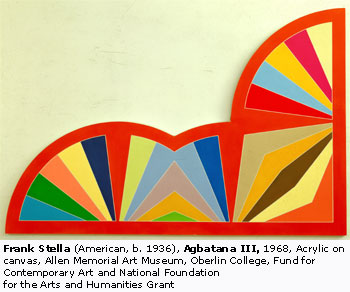 Frank Stella (American, b. 1936), Agbatana III, 1968, Acrylic on
canvas, Allen Memorial Art Museum, Oberlin College, Fund for
Contemporary Art and National Foundation
for the Arts and Humanities Grant